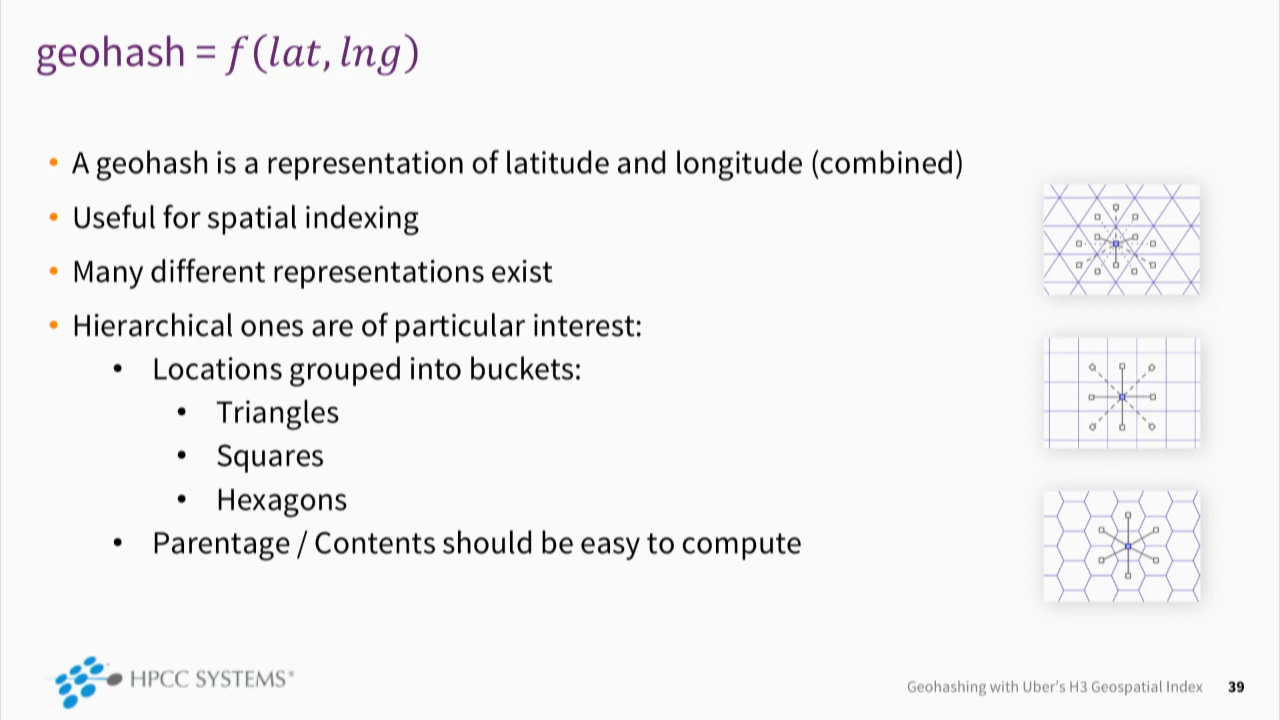 geohash = f(lat, lng)
• A geohash is a representation of latitude and longitude (combined)
• Useful for spatial indexing
• Many different representations exist
• Hierarchical ones are of particular interest:
• Locations grouped into buckets:
• Triangles
• Squares
• Hexagons
• Parentage / Contents should be easy to compute
HPCC SYSTEMS®
Geohashing with Uber's H3 Geospatial Index 39